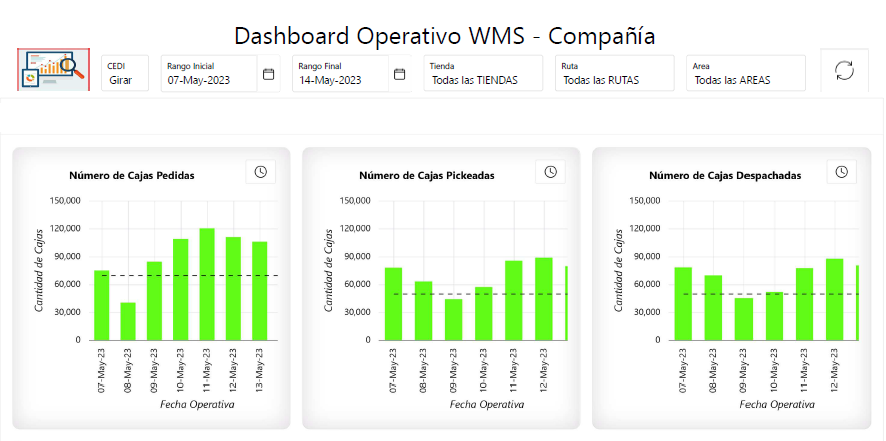 Dashboard Operativo WMS - Compañía
CEDI
Girar
Rango Inicial
07-May-2023
Rango Final
14-May-2023
Tienda
Todas las TIENDAS
Ruta
Todas las RUTAS
Area
Todas las AREAS
Número de Cajas Pedidas
Cantidad de Cajas
150,000
120,000
90,000
60,000
30,000
0
07-May-23
08-May-23
09-May-23
10-May-23
11-May-23
12-May-23
13-May-23
Fecha Operativa
Número de Cajas Pickeadas
Cantidad de Cajas
150,000
120,000
90,000
60,000
30,000
0
07-May-23
08-May-23
09-May-23
10-May-23
11-May-23
12-May-23
Fecha Operativa
Número de Cajas Despachadas
Cantidad de Cajas
150,000
120,000
90,000
60,000
30,000
0
07-May-23
08-May-23
09-May-23
10-May-23
11-May-23
12-May-23
Fecha Operativa